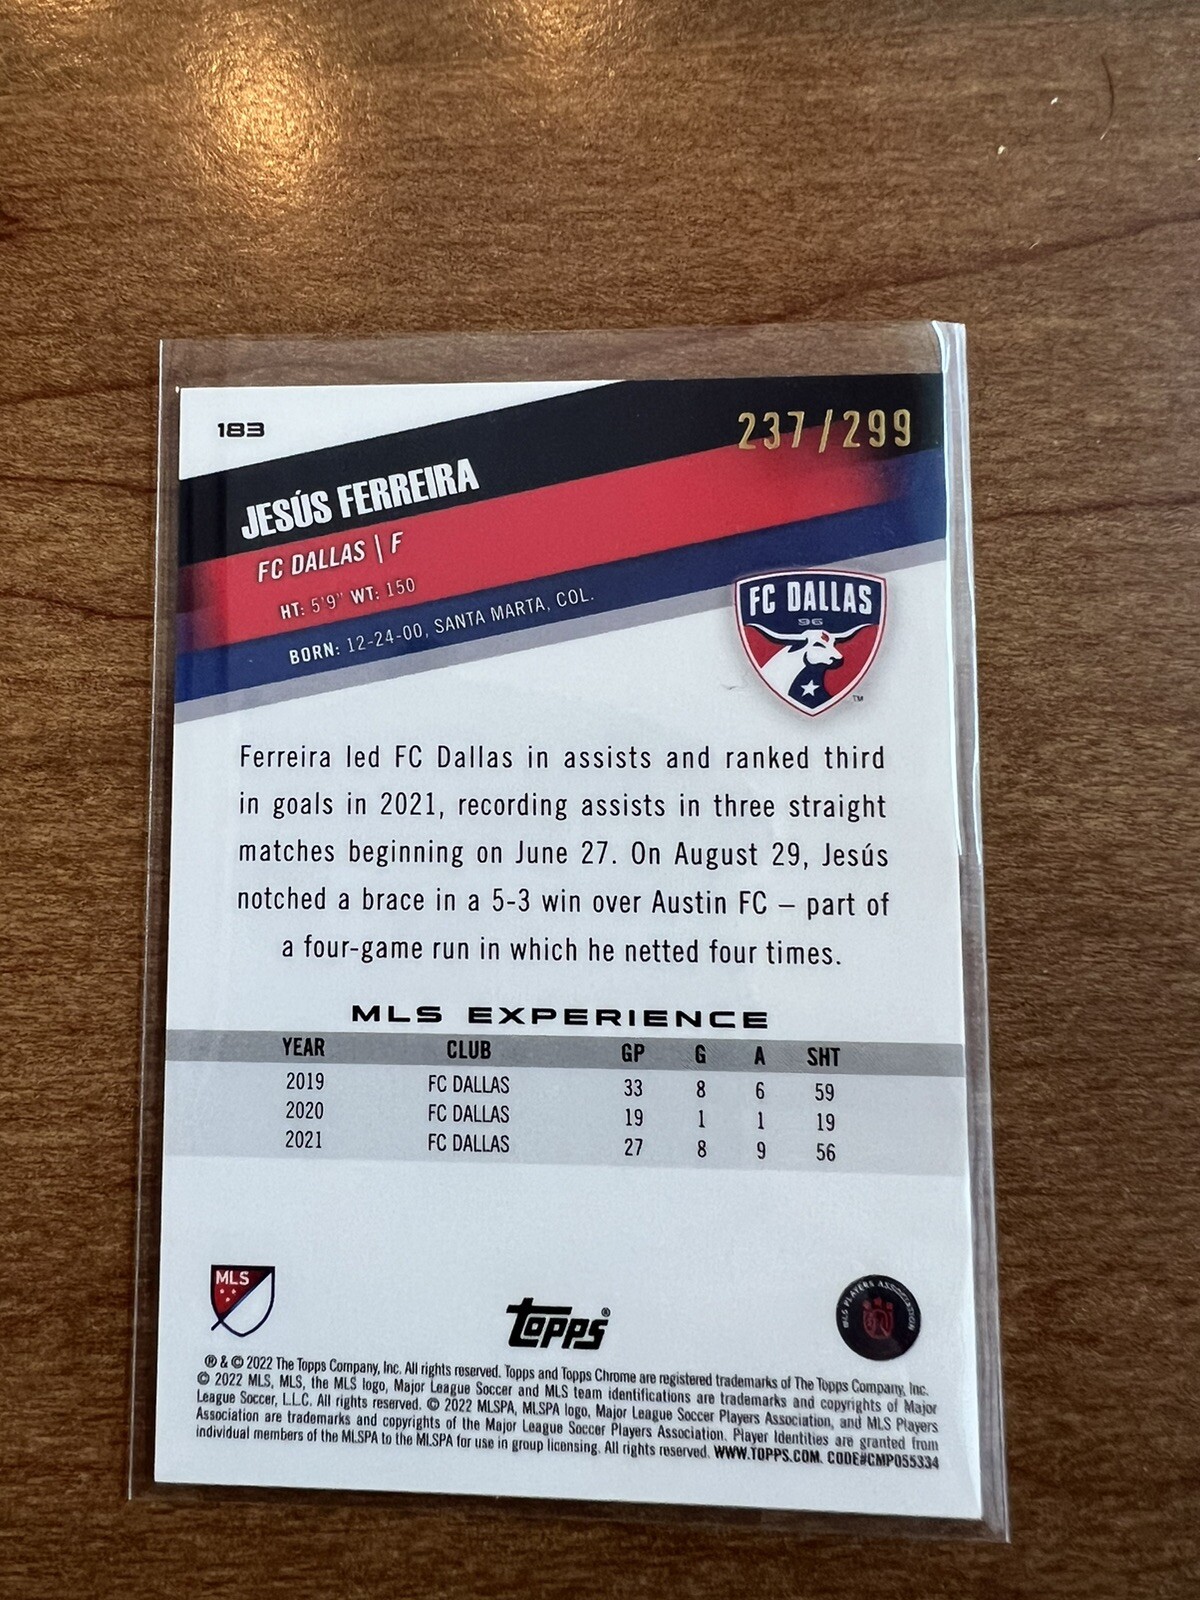 183
237/299
JESÚS FERREIRA
FC DALLAS | F
HT: 5'9" WT: 150
BORN: 12-24-00, SANTA MARTA, COL.
FC DALLAS
96
TM
Ferreira led FC Dallas in assists and ranked third
in goals in 2021, recording assists in three straight
matches beginning on June 27. On August 29, Jesús
notched a brace in a 5-3 win over Austin FC – part of
a four-game run in which he netted four times.
MLS EXPERIENCE
YEAR CLUB GP G A SHT
2019 FC DALLAS 33 8 6 59
2020 FC DALLAS 19 1 1 19
2021 FC DALLAS 27 8 9 56
MLS
topps®
MLS PLAYERS ASSOCIATION
® & © 2022 The Topps Company, Inc. All rights reserved. Topps and Topps Chrome are registered trademarks of The Topps Company, Inc.
© 2022 MLS, MLS, the MLS logo, Major League Soccer and MLS team identifications are trademarks and copyrights of Major
League Soccer, L.L.C. All rights reserved. © 2022 MLSPA, MLSPA logo, Major League Soccer Players Association, and MLS Players
Association are trademarks and copyrights of the Major League Soccer Players Association. Player Identities are granted from
individual members of the MLSPA to the MLSPA for use in group licensing. All rights reserved. WWW.TOPPS.COM. CODE#CMP055334